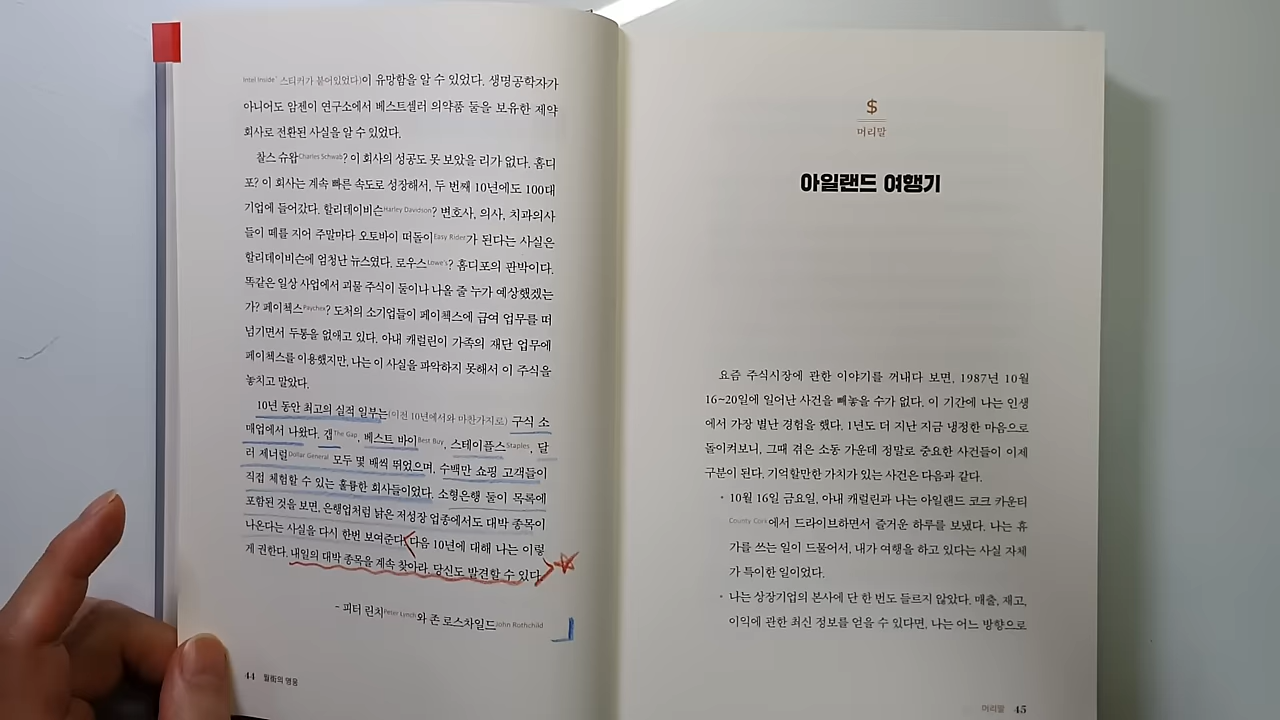 Intel Inside' 스티커가 붙어있었다)이 유망함을 알 수 있었다. 생명공학자가
아니어도 암젠이 연구소에서 베스트셀러 의약품 둘을 보유한 제약
회사로 전환된 사실을 알 수 있었다.
찰스 슈왑Charles Schwab? 이 회사의 성공도 못 보았을 리가 없다. 홈디
포? 이 회사는 계속 빠른 속도로 성장해서, 두 번째 10년에도 100대
기업에 들어갔다. 할리데이비슨Harley Davidson? 변호사, 의사, 치과의사
들이 떼를 지어 주말마다 오토바이 떠돌이Easy Rider가 된다는 사실은
할리데이비슨에 엄청난 뉴스였다. 로우스Lowe's? 홈디포의 판박이다.
똑같은 일상 사업에서 괴물 주식이 둘이나 나올 줄 누가 예상했겠는
가? 페이첵스Paychex? 도처의 소기업들이 페이첵스에 급여 업무를 떠
넘기면서 두통을 없애고 있다. 아내 캐럴린이 가족의 재단 업무에
페이첵스를 이용했지만, 나는 이 사실을 파악하지 못해서 이 주식을
놓치고 말았다.
10년 동안 최고의 실적 일부는(이전 10년에서와 마찬가지로) 구식 소
매업에서 나왔다. 갭The Gap, 베스트 바이Best Buy, 스테이플스Staples, 달
러 제너럴Dollar General 모두 몇 배씩 뛰었으며, 수백만 쇼핑 고객들이
직접 체험할 수 있는 훌륭한 회사들이었다. 소형은행 둘이 목록에
포함된 것을 보면, 은행업처럼 낡은 저성장 업종에서도 대박 종목이
나온다는 사실을 다시 한번 보여준다. 다음 10년에 대해 나는 이렇
게 권한다. 내일의 대박 종목을 계속 찾아라. 당신도 발견할 수 있다.
- 피터 린치Peter Lynch와 존 로스차일드John Rothchild
44 월街의 영웅
$
머리말
아일랜드 여행기
요즘 주식시장에 관한 이야기를 꺼내다 보면, 1987년 10월
16~20일에 일어난 사건을 빼놓을 수가 없다. 이 기간에 나는 인생
에서 가장 별난 경험을 했다. 1년도 더 지난 지금 냉정한 마음으로
돌이켜보니, 그때 겪은 소동 가운데 정말로 중요한 사건들이 이제
구분이 된다. 기억할만한 가치가 있는 사건은 다음과 같다.
• 10월 16일 금요일, 아내 캐럴린과 나는 아일랜드 코크 카운티
County Cork에서 드라이브하면서 즐거운 하루를 보냈다. 나는 휴
가를 쓰는 일이 드물어서, 내가 여행을 하고 있다는 사실 자체
가 특이한 일이었다.
• 나는 상장기업의 본사에 단 한 번도 들르지 않았다. 매출, 재고,
이익에 관한 최신 정보를 얻을 수 있다면, 나는 어느 방향으로
머리말 45